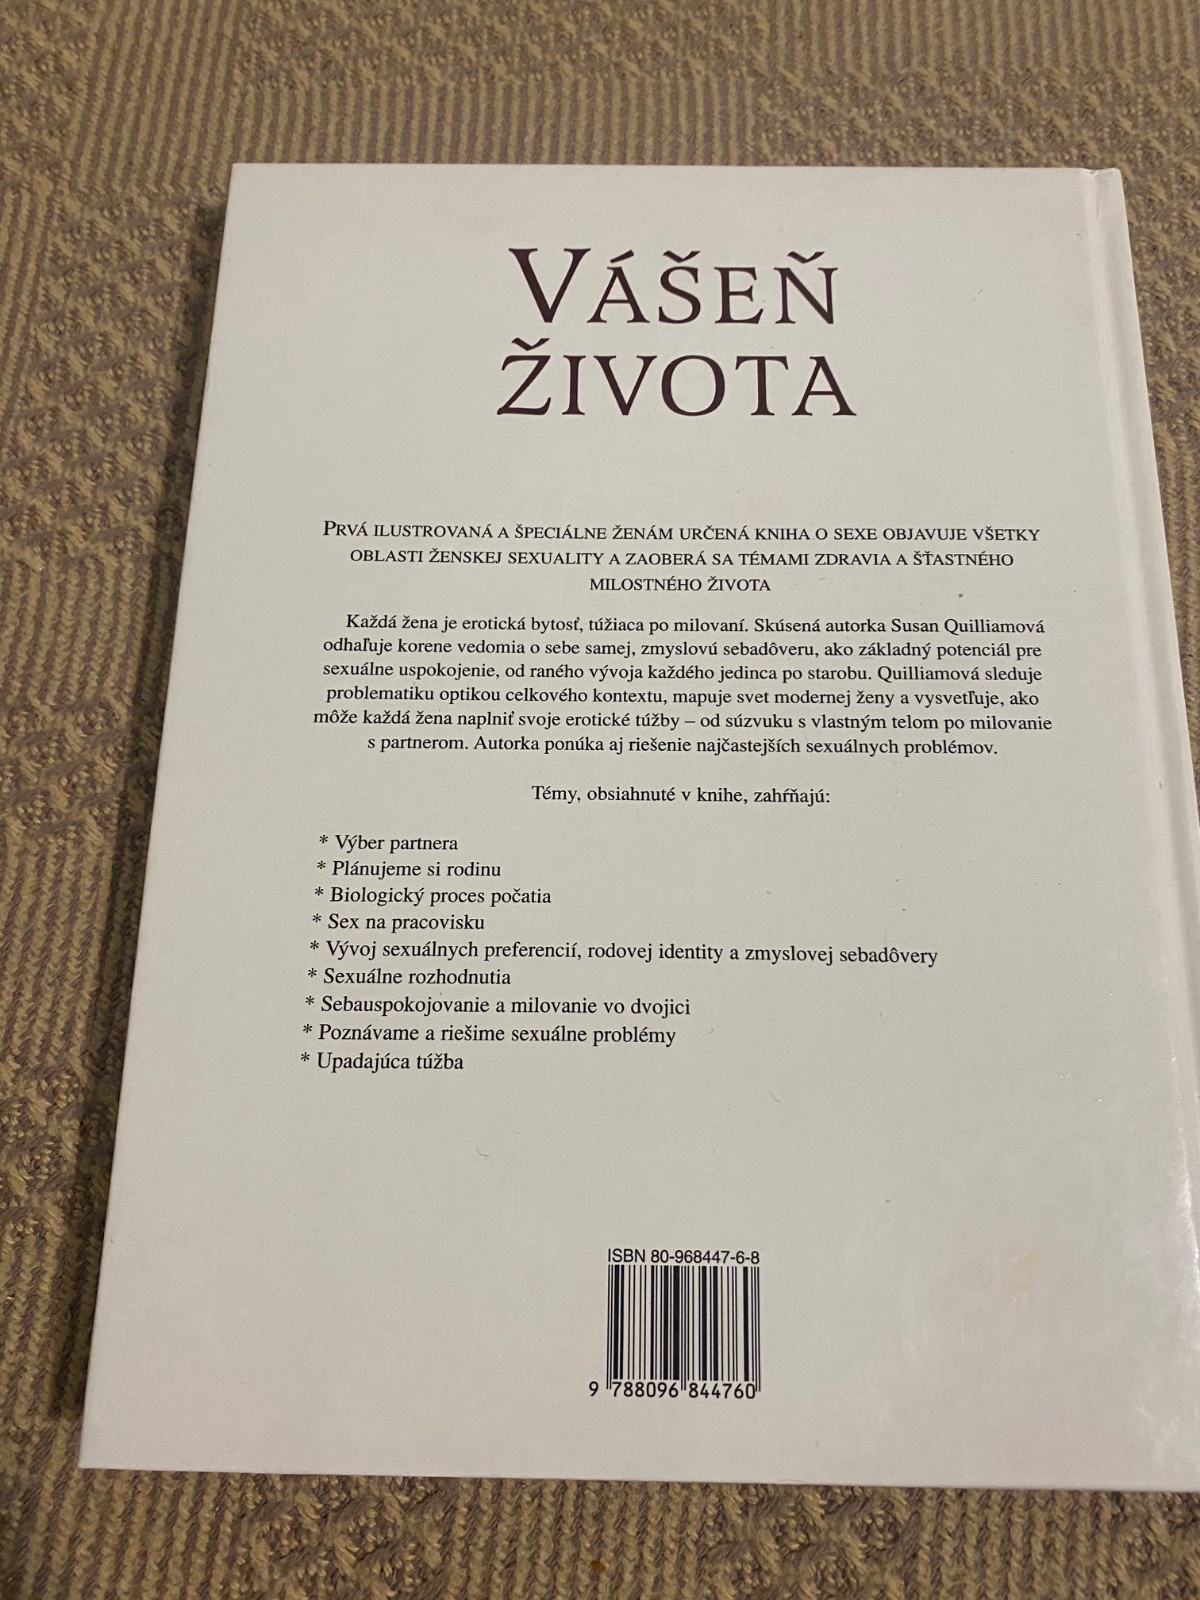 VÁŠEŇ
ŽIVOTA
PRVÁ ILUSTROVANÁ A ŠPECIÁLNE ŽENÁM URČENÁ KNIHA O SEXE OBJAVUJE VŠETKY
OBLASTI ŽENSKEJ SEXUALITY A ZAOBERÁ SA TÉMAMI ZDRAVIA A ŠŤASTNÉHO
MILOSTNÉHO ŽIVOTA
Každá žena je erotická bytosť, túžiaca po milovaní. Skúsená autorka Susan Quilliamová
odhaľuje korene vedomia o sebe samej, zmyslovú sebadôveru, ako základný potenciál pre
sexuálne uspokojenie, od raného vývoja každého jedinca po starobu. Quilliamová sleduje
problematiku optikou celkového kontextu, mapuje svet modernej ženy a vysvetľuje, ako
môže každá žena naplniť svoje erotické túžby – od súzvuku s vlastným telom po milovanie
s partnerom. Autorka ponúka aj riešenie najčastejších sexuálnych problémov.
Témy, obsiahnuté v knihe, zahŕňajú:
* Výber partnera
* Plánujeme si rodinu
* Biologický proces počatia
* Sex na pracovisku
* Vývoj sexuálnych preferencií, rodovej identity a zmyslovej sebadôvery
* Sexuálne rozhodnutia
* Sebauspokojovanie a milovanie vo dvojici
* Poznávame a riešime sexuálne problémy
* Upadajúca túžba
ISBN 80-968447-6-8
9 788096 844760